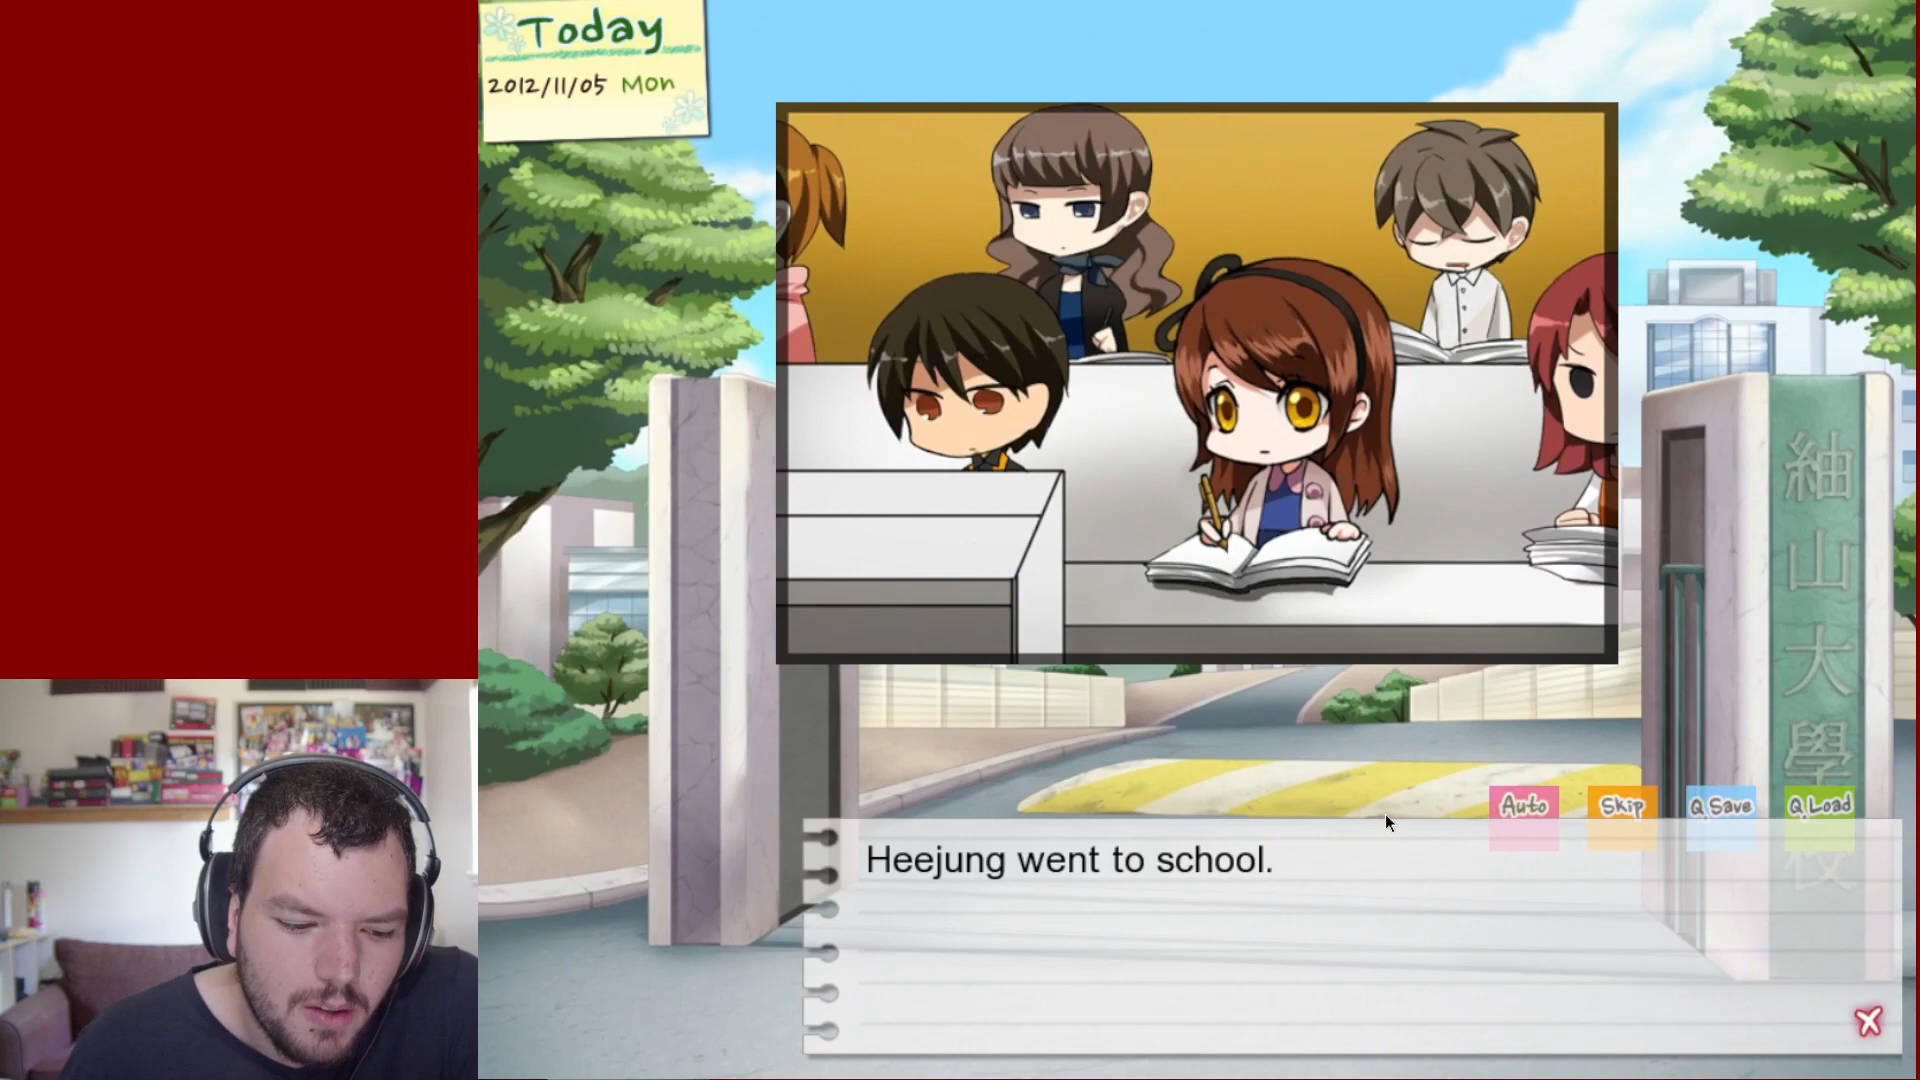 Today
2012/11/05 Mon
紬山大學校
Auto
Skip
Q.Save
Q.Load
Heejung went to school.